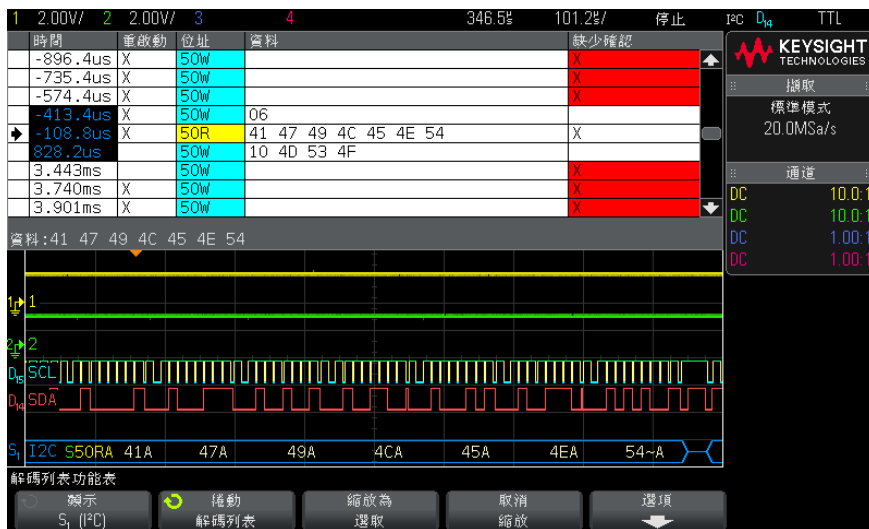 1 2.00V/ 2 2.00V/ 3 4 346.5㎲ 101.2㎲/ 停止 I²C D14 TTL
時間 重啟動 位址 資料 缺少確認
-896.4us X 50W X
-735.4us X 50W X
-574.4us X 50W X
-413.4us X 50W 06
-108.8us X 50R 41 47 49 4C 45 4E 54 X
828.2us 50W 10 4D 53 4F
3.443ms 50W X
3.740ms X 50W X
3.901ms X 50W X
資料:41 47 49 4C 45 4E 54
KEYSIGHT
TECHNOLOGIES
擷取
標準模式
20.0MSa/s
通道
DC 10.0:1
DC 10.0:1
DC 1.00:1
DC 1.00:1
1 1
2 2
D15 SCL
D14 SDA
S1 I2C S50RA 41A 47A 49A 4CA 45A 4EA 54~A
解碼列表功能表
顯示
S1 (I²C)
捲動
解碼列表
縮放為
選取
取消
縮放
選項